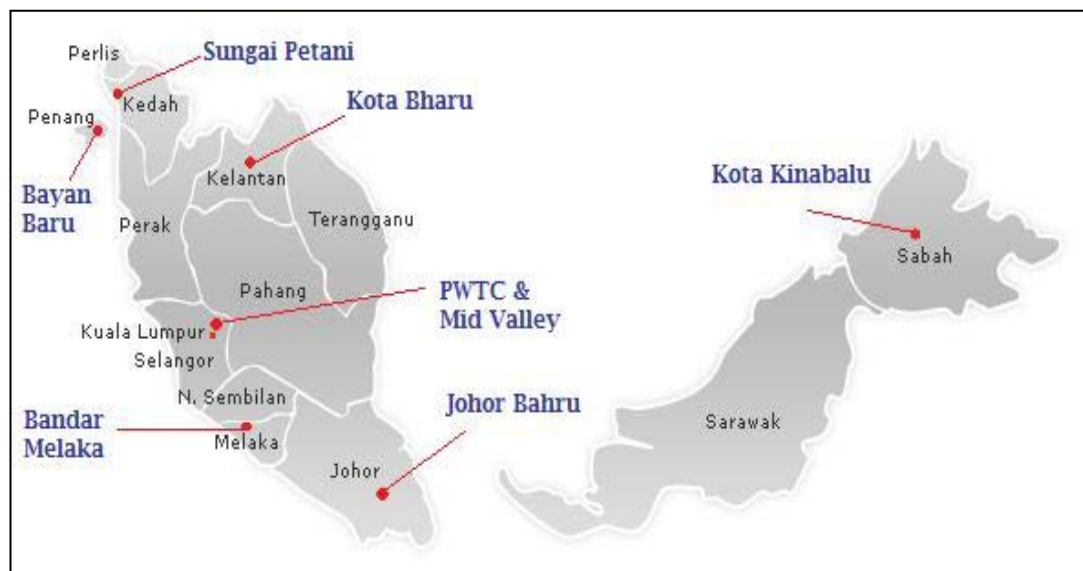 Perlis
Sungai Petani
Kedah
Kota Bharu
Penang
Kelantan
Bayan
Baru
Kota Kinabalu
Perak
Terangganu
Sabah
Pahang
PWTC &
Mid Valley
Kuala Lumpur
Selangor
N. Sembilan
Bandar
Melaka
Johor Bahru
Melaka
Sarawak
Johor